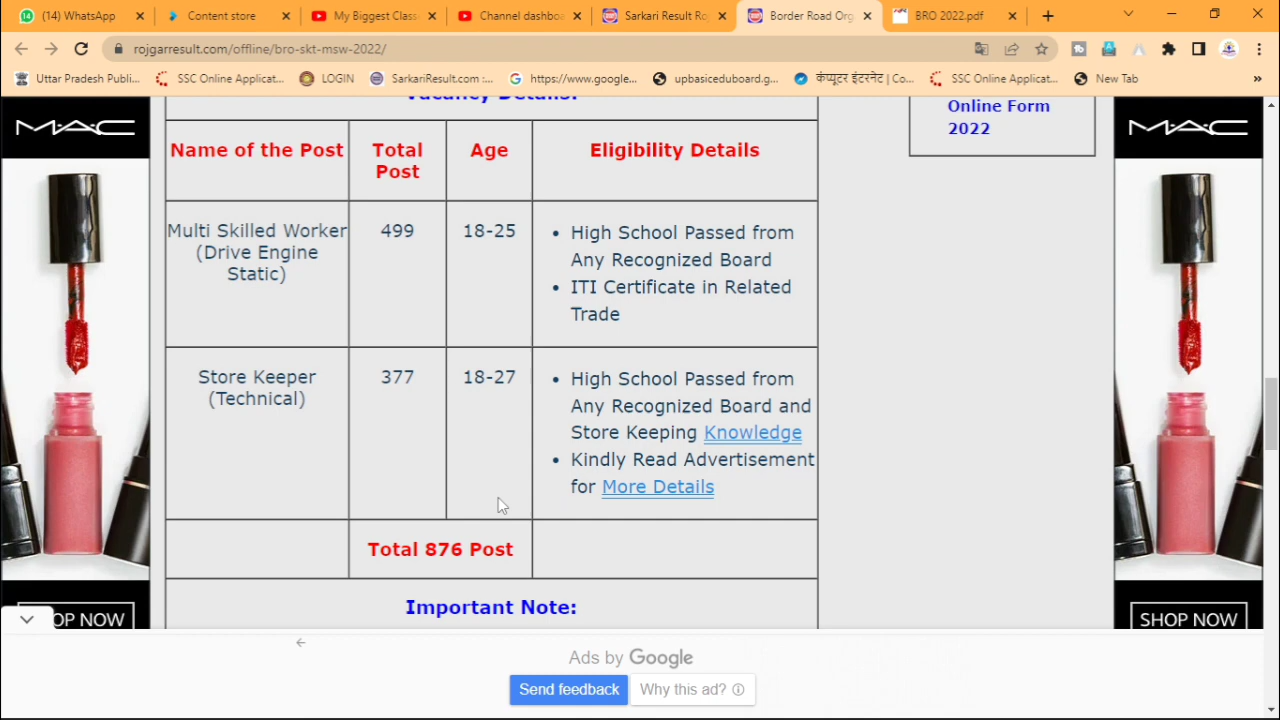 (14) WhatsApp
Content store
My Biggest Class
Channel dashboa
Sarkari Result Roj
Border Road Org
BRO 2022.pdf
rojgarresult.com/offline/bro-skt-msw-2022/
Uttar Pradesh Publi...
SSC Online Applicat...
LOGIN
SarkariResult.com :...
https://www.google...
upbasiceduboard.g...
कंप्यूटर इंटरनेट | Co...
SSC Online Applicat...
New Tab
»
Vacancy Details:
Online Form
2022
MAC
MAC
Name of the Post
Total
Post
Age
Eligibility Details
Multi Skilled Worker
(Drive Engine
Static)
499
18-25
• High School Passed from
Any Recognized Board
• ITI Certificate in Related
Trade
Store Keeper
(Technical)
377
18-27
• High School Passed from
Any Recognized Board and
Store Keeping Knowledge
• Kindly Read Advertisement
for More Details
Total 876 Post
Important Note:
OP NOW
SHOP NOW
Ads by Google
Send feedback
Why this ad?